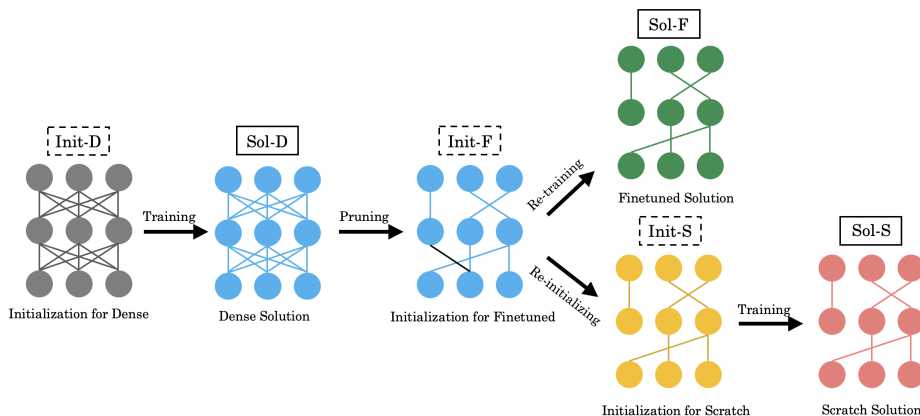 Sol-F
Init-D
Sol-D
Init-F
Training
Pruning
Re-training
Finetuned Solution
Initialization for Dense
Dense Solution
Initialization for Finetuned
Re-initializing
Init-S
Sol-S
Training
Initialization for Scratch
Scratch Solution